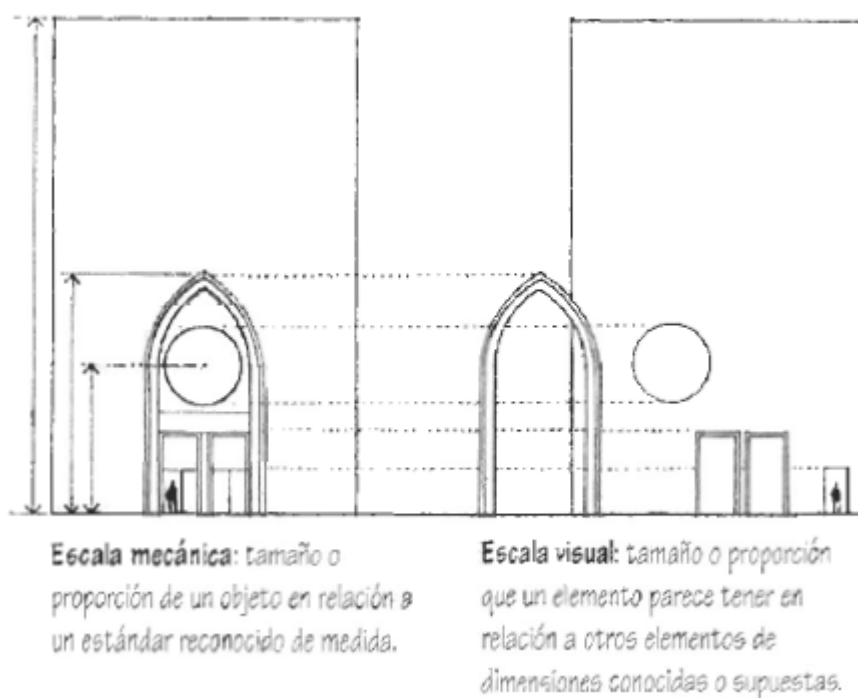 Escala mecánica: tamaño o
proporción de un objeto en relación a
un estándar reconocido de medida.
Escala visual: tamaño o proporción
que un elemento parece tener en
relación a otros elementos de
dimensiones conocidas o supuestas.